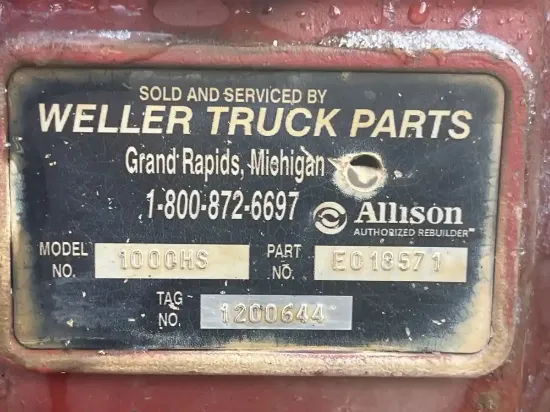 SOLD AND SERVICED BY
WELLER TRUCK PARTS
Grand Rapids, Michigan
1-800-872-6697
Allison
AUTHORIZED REBUILDER
MODEL NO. 1000HS
PART NO. E018571
TAG NO. 1200644